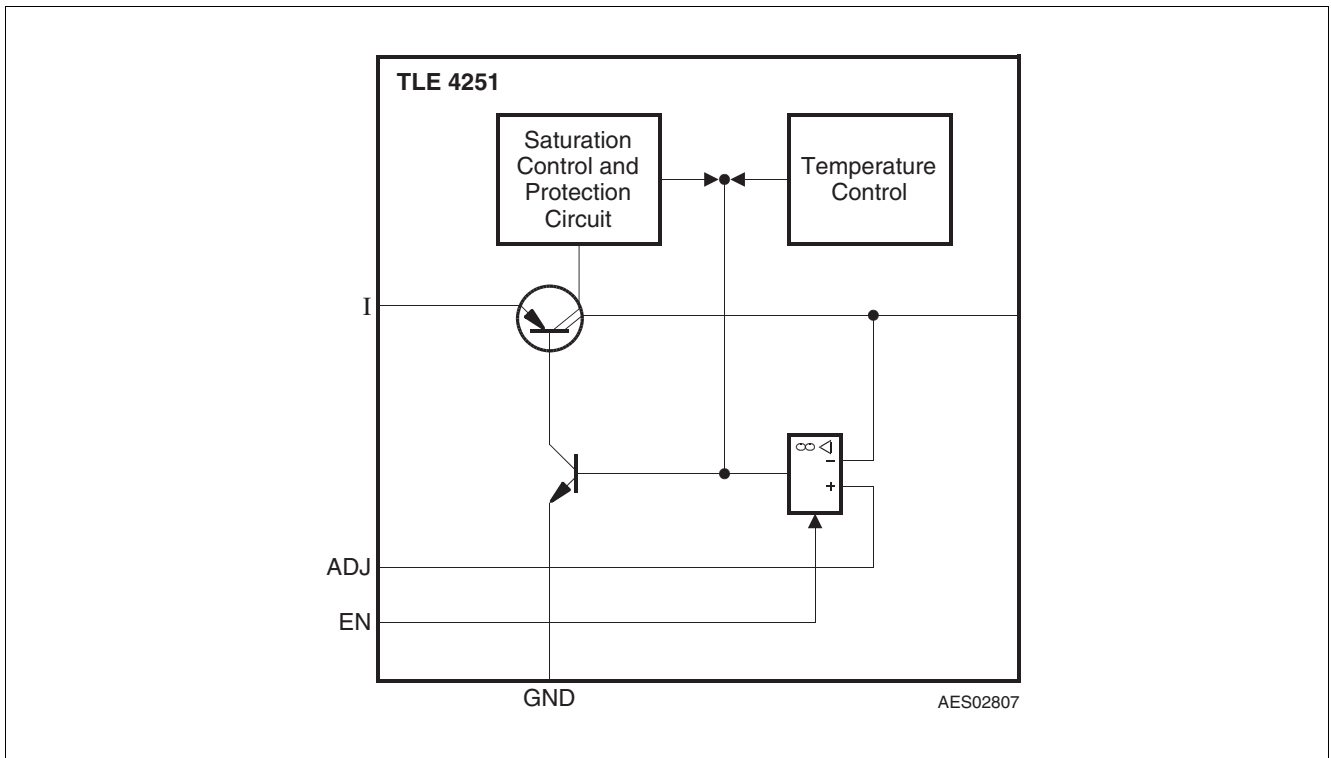 TLE 4251
Saturation
Control and
Protection
Circuit
Temperature
Control
I
∞ ◁
–
+
ADJ
EN
GND
AES02807